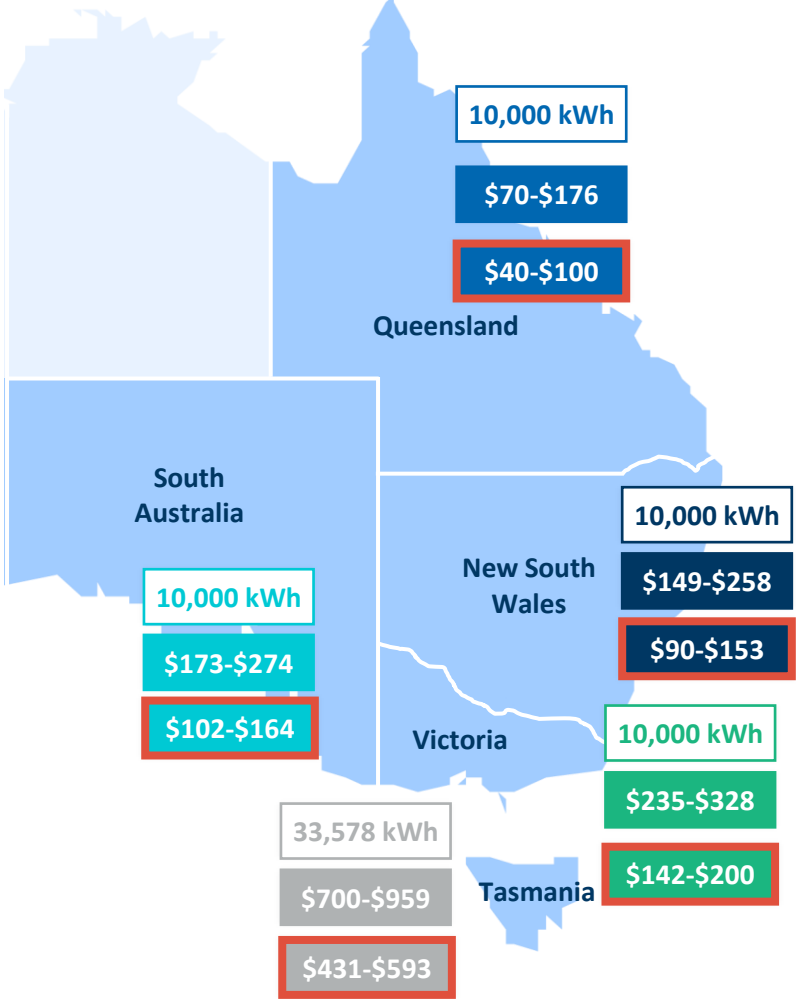 10,000 kWh
$70-$176
$40-$100
Queensland
South
Australia
10,000 kWh
$173-$274
$102-$164
New South
Wales
10,000 kWh
$149-$258
$90-$153
Victoria
10,000 kWh
$235-$328
$142-$200
33,578 kWh
$700-$959
$431-$593
Tasmania